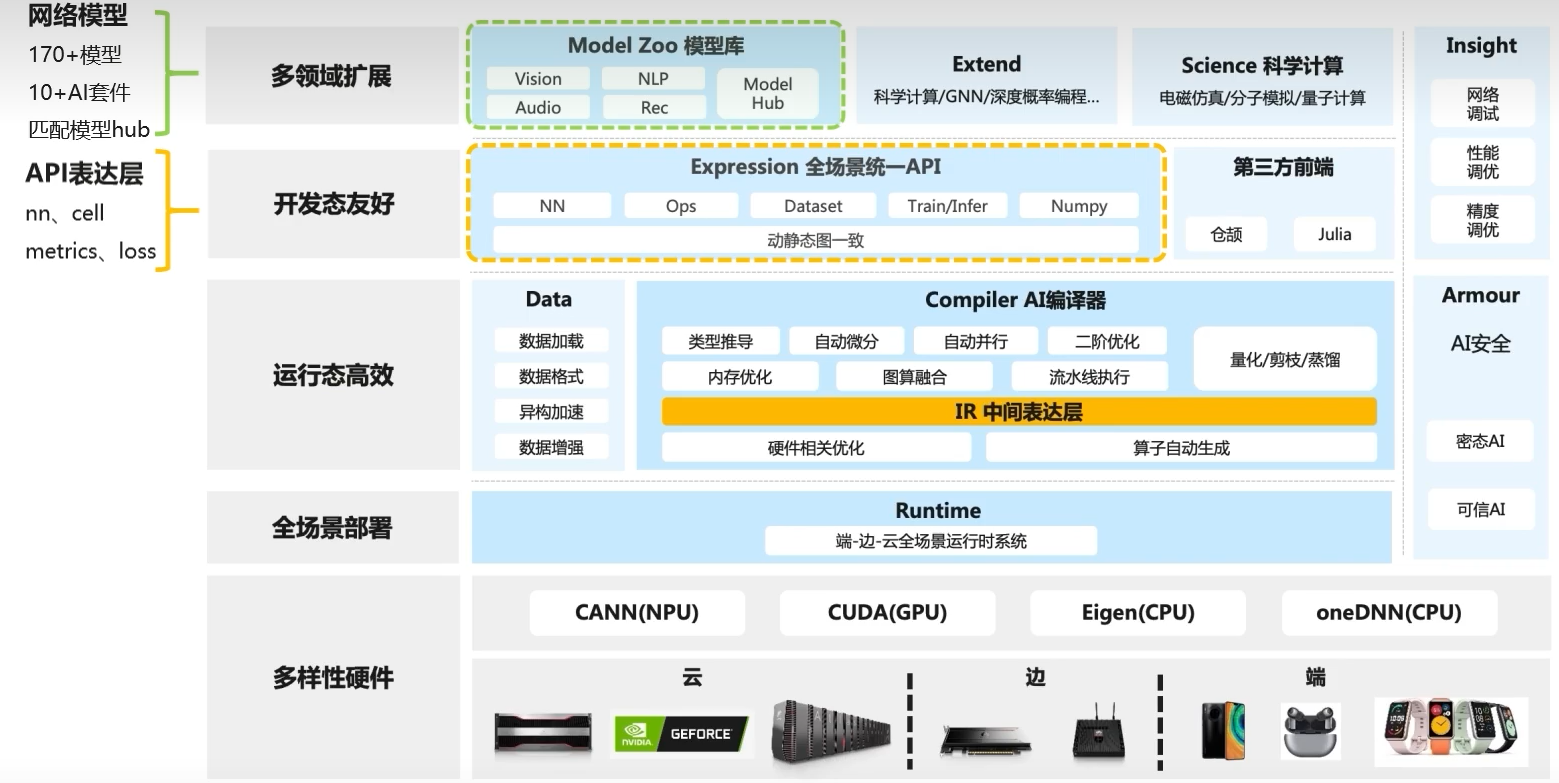 网络模型
170+模型
10+AI套件
匹配模型hub
API表达层
nn、cell
metrics、loss
多领域扩展
Model Zoo 模型库
Vision
NLP
Audio
Rec
Model
Hub
Extend
科学计算/GNN/深度概率编程...
Science 科学计算
电磁仿真/分子模拟/量子计算
开发态友好
Expression 全场景统一API
NN
Ops
Dataset
Train/Infer
Numpy
动静态图一致
第三方前端
仓颉
Julia
运行态高效
Data
数据加载
数据格式
异构加速
数据增强
Compiler AI编译器
类型推导
自动微分
自动并行
二阶优化
内存优化
图算融合
流水线执行
量化/剪枝/蒸馏
IR 中间表达层
硬件相关优化
算子自动生成
全场景部署
Runtime
端-边-云全场景运行时系统
Insight
网络
调试
性能
调优
精度
调优
Armour
AI安全
密态AI
可信AI
多样性硬件
CANN(NPU)
CUDA(GPU)
Eigen(CPU)
oneDNN(CPU)
云
边
端
NVIDIA
GEFORCE